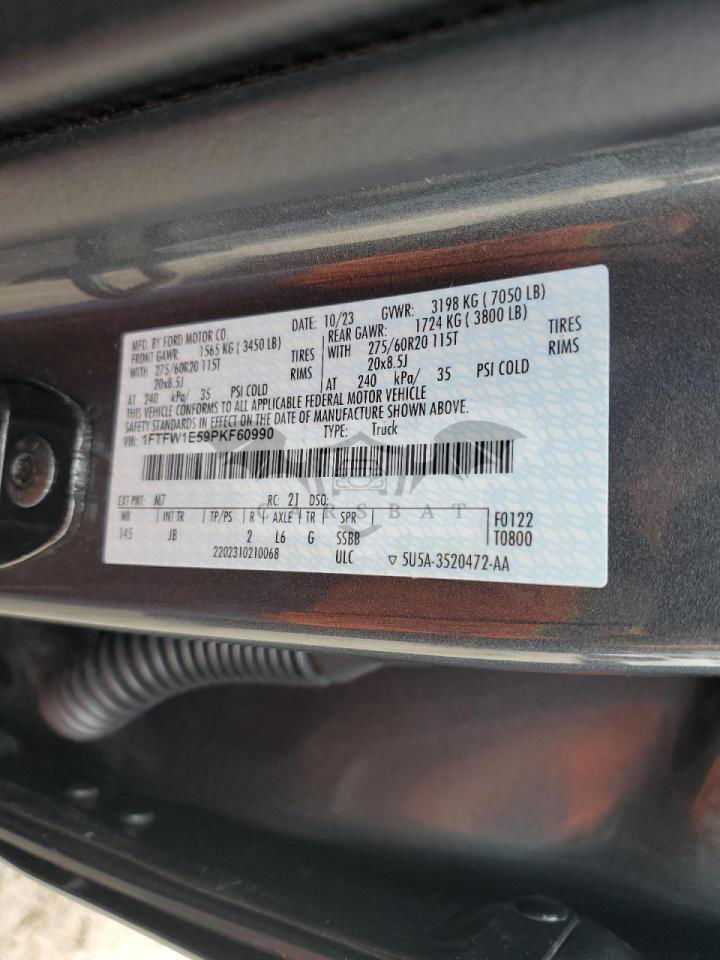 MFD. BY FORD MOTOR CO.
DATE: 10/23 GVWR: 3198 KG ( 7050 LB)
FRONT GAWR: 1565 KG ( 3450 LB)
REAR GAWR: 1724 KG ( 3800 LB)
WITH 275/60R20 115T TIRES
WITH 275/60R20 115T TIRES
20x8.5J RIMS
20x8.5J RIMS
AT 240 kPa/ 35 PSI COLD
AT 240 kPa/ 35 PSI COLD
THIS VEHICLE CONFORMS TO ALL APPLICABLE FEDERAL MOTOR VEHICLE
SAFETY STANDARDS IN EFFECT ON THE DATE OF MANUFACTURE SHOWN ABOVE.
VIN: 1FTFW1E59PKF60990 TYPE: Truck
EXT PNT: M7 RC: 21 DSO:
CARSBAT
WB INT TR TP/PS R AXLE TR SPR
145 JB 2 L6 G SSBB
F0122
T0800
2202310210068 ULC ▽ 5U5A-3520472-AA